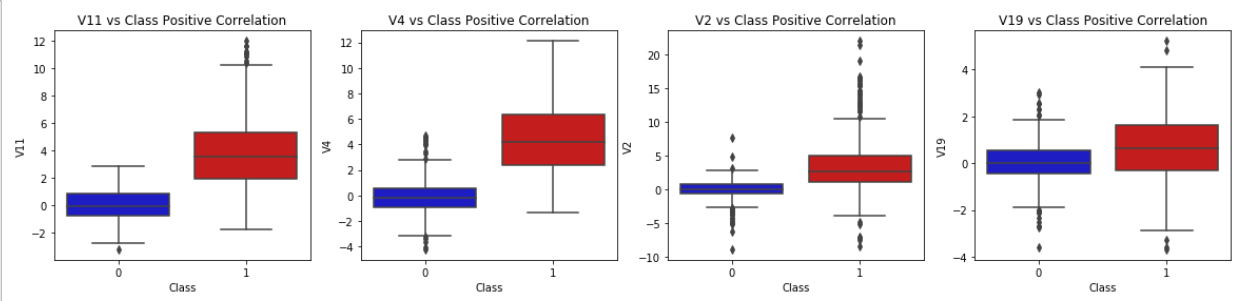 V11 vs Class Positive Correlation
V11
12
10
8
6
4
2
0
−2
0 1
Class
V4 vs Class Positive Correlation
V4
12
10
8
6
4
2
0
−2
−4
0 1
Class
V2 vs Class Positive Correlation
V2
20
15
10
5
0
−5
−10
0 1
Class
V19 vs Class Positive Correlation
V19
4
2
0
−2
−4
0 1
Class